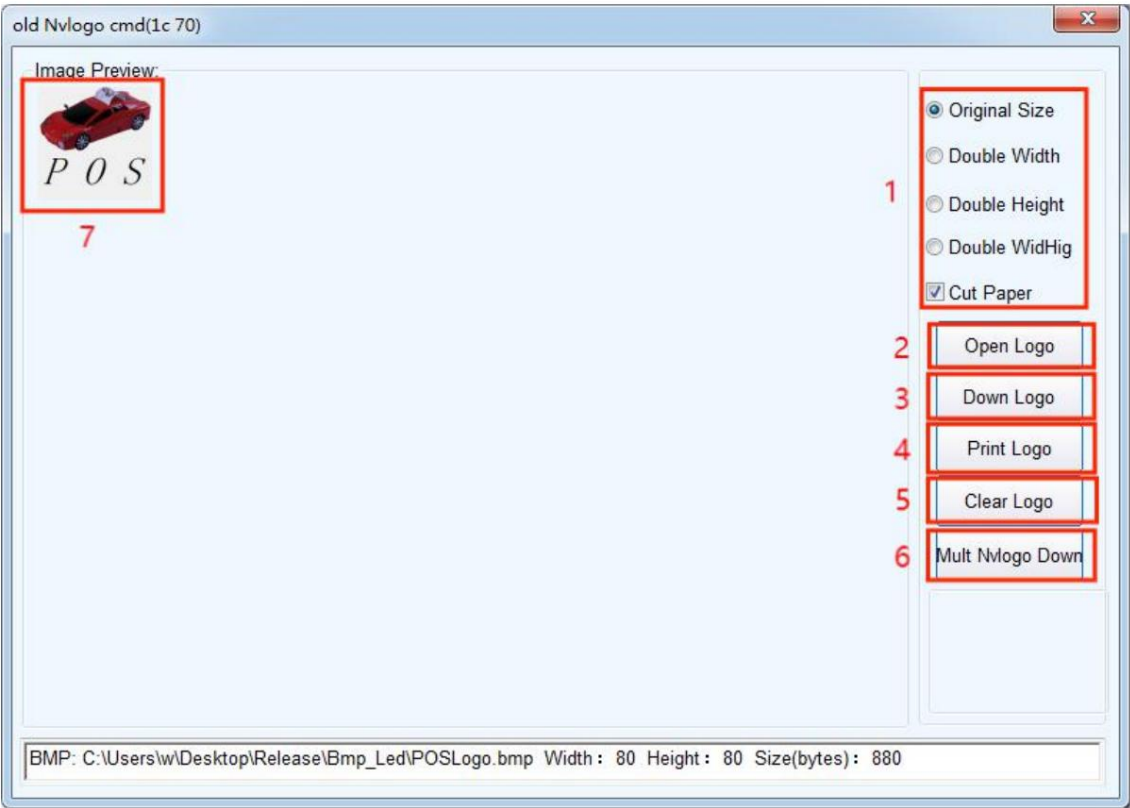 old Nvlogo cmd(1c 70)
Image Preview:
P O S
7
1
Original Size
Double Width
Double Height
Double WidHig
Cut Paper
2 Open Logo
3 Down Logo
4 Print Logo
5 Clear Logo
6 Mult Nvlogo Down
BMP: C:\Users\w\Desktop\Release\Bmp_Led\POSLogo.bmp Width: 80 Height: 80 Size(bytes): 880